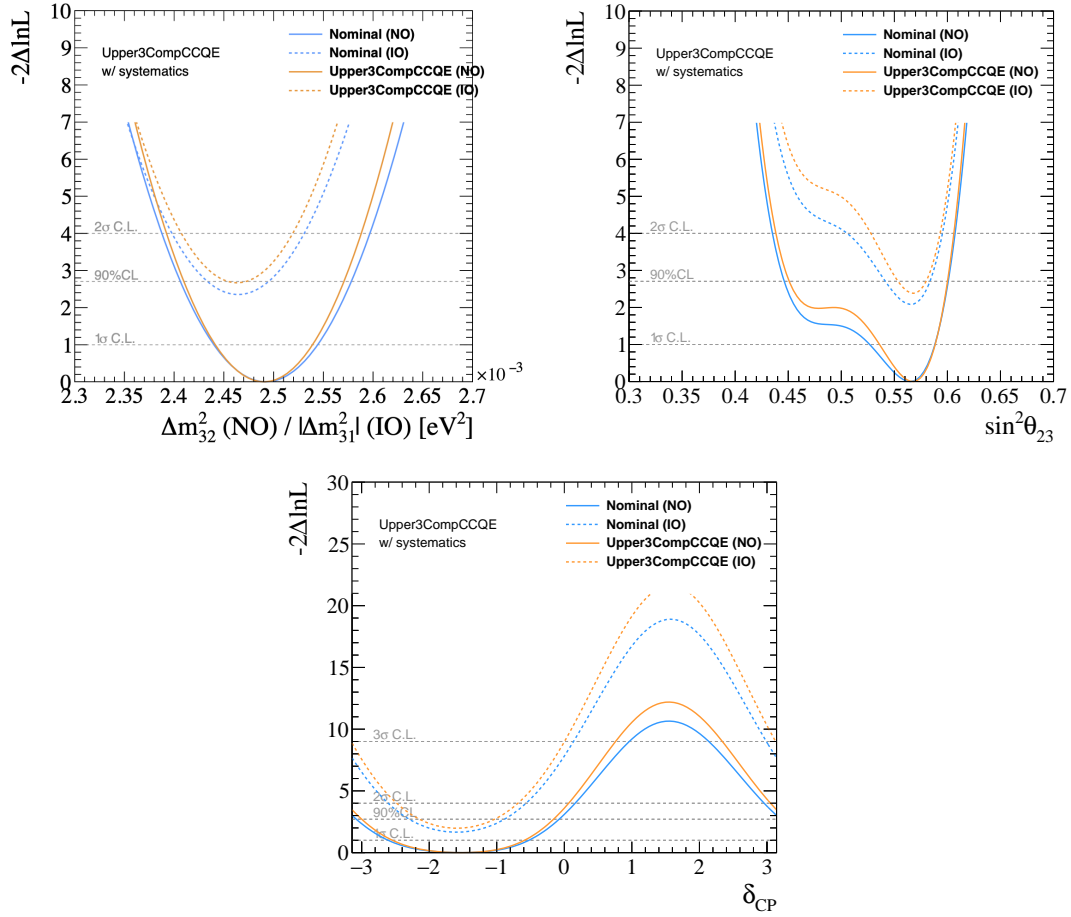 -2ΔlnL
10
9
8
7
6
5
4
3
2
1
0
Upper3CompCCQE
w/ systematics
Nominal (NO)
Nominal (IO)
Upper3CompCCQE (NO)
Upper3CompCCQE (IO)
2σ C.L.
90%CL
1σ C.L.
2.3 2.35 2.4 2.45 2.5 2.55 2.6 2.65 2.7
×10⁻³
Δm²₃₂ (NO) / |Δm²₃₁| (IO) [eV²]
-2ΔlnL
10
9
8
7
6
5
4
3
2
1
0
Upper3CompCCQE
w/ systematics
Nominal (NO)
Nominal (IO)
Upper3CompCCQE (NO)
Upper3CompCCQE (IO)
2σ C.L.
90%CL
1σ C.L.
0.3 0.35 0.4 0.45 0.5 0.55 0.6 0.65 0.7
sin²θ₂₃
-2ΔlnL
30
25
20
15
10
5
0
Upper3CompCCQE
w/ systematics
Nominal (NO)
Nominal (IO)
Upper3CompCCQE (NO)
Upper3CompCCQE (IO)
3σ C.L.
2σ C.L.
90%CL
1σ C.L.
−3 −2 −1 0 1 2 3
δCP